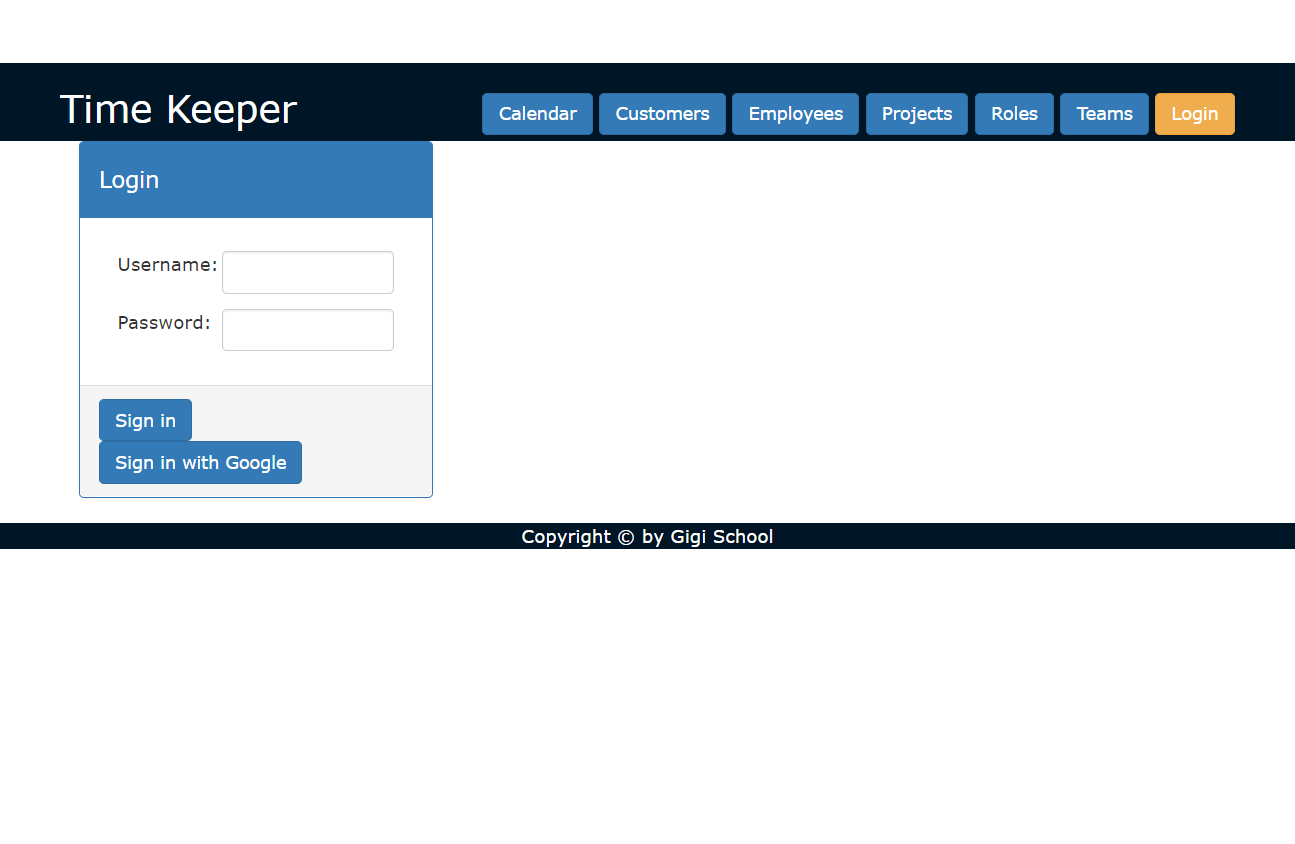 Time Keeper
Calendar Customers Employees Projects Roles Teams Login
Login
Username:
Password:
Sign in
Sign in with Google
Copyright © by Gigi School